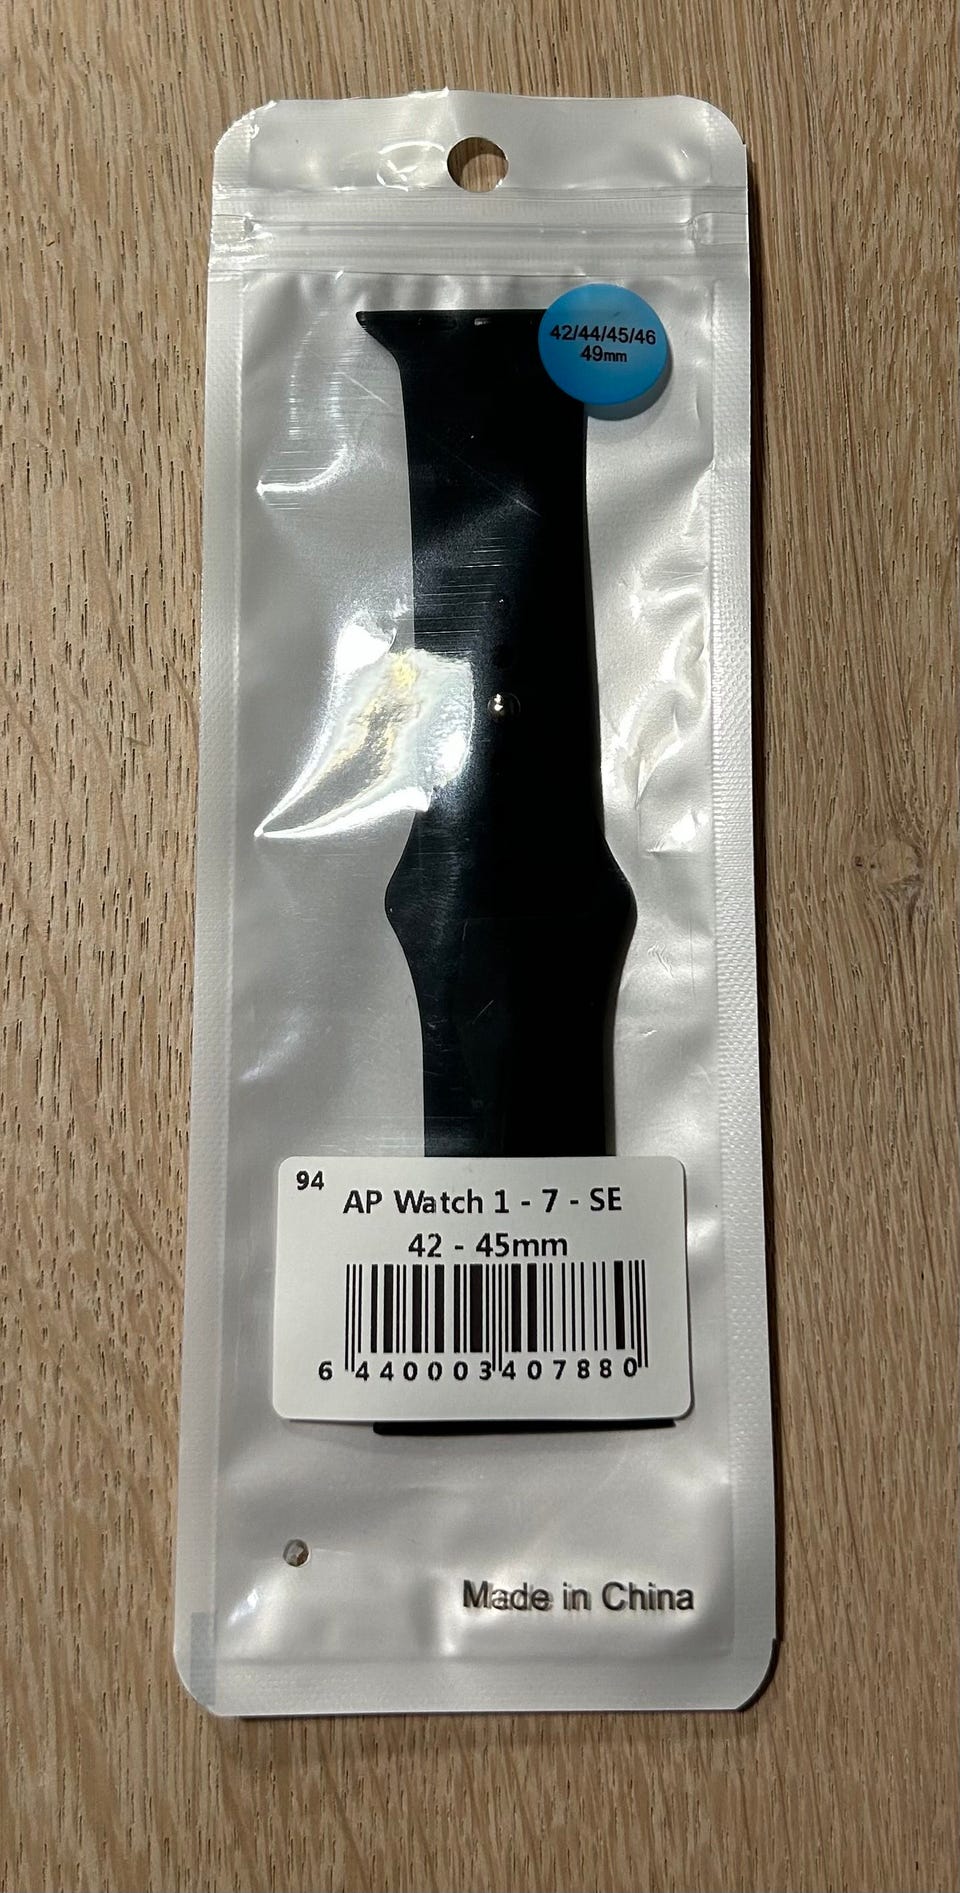 42/44/45/46
49mm
94
AP Watch 1 - 7 - SE
42 - 45mm
6 440003 407880
Made in China